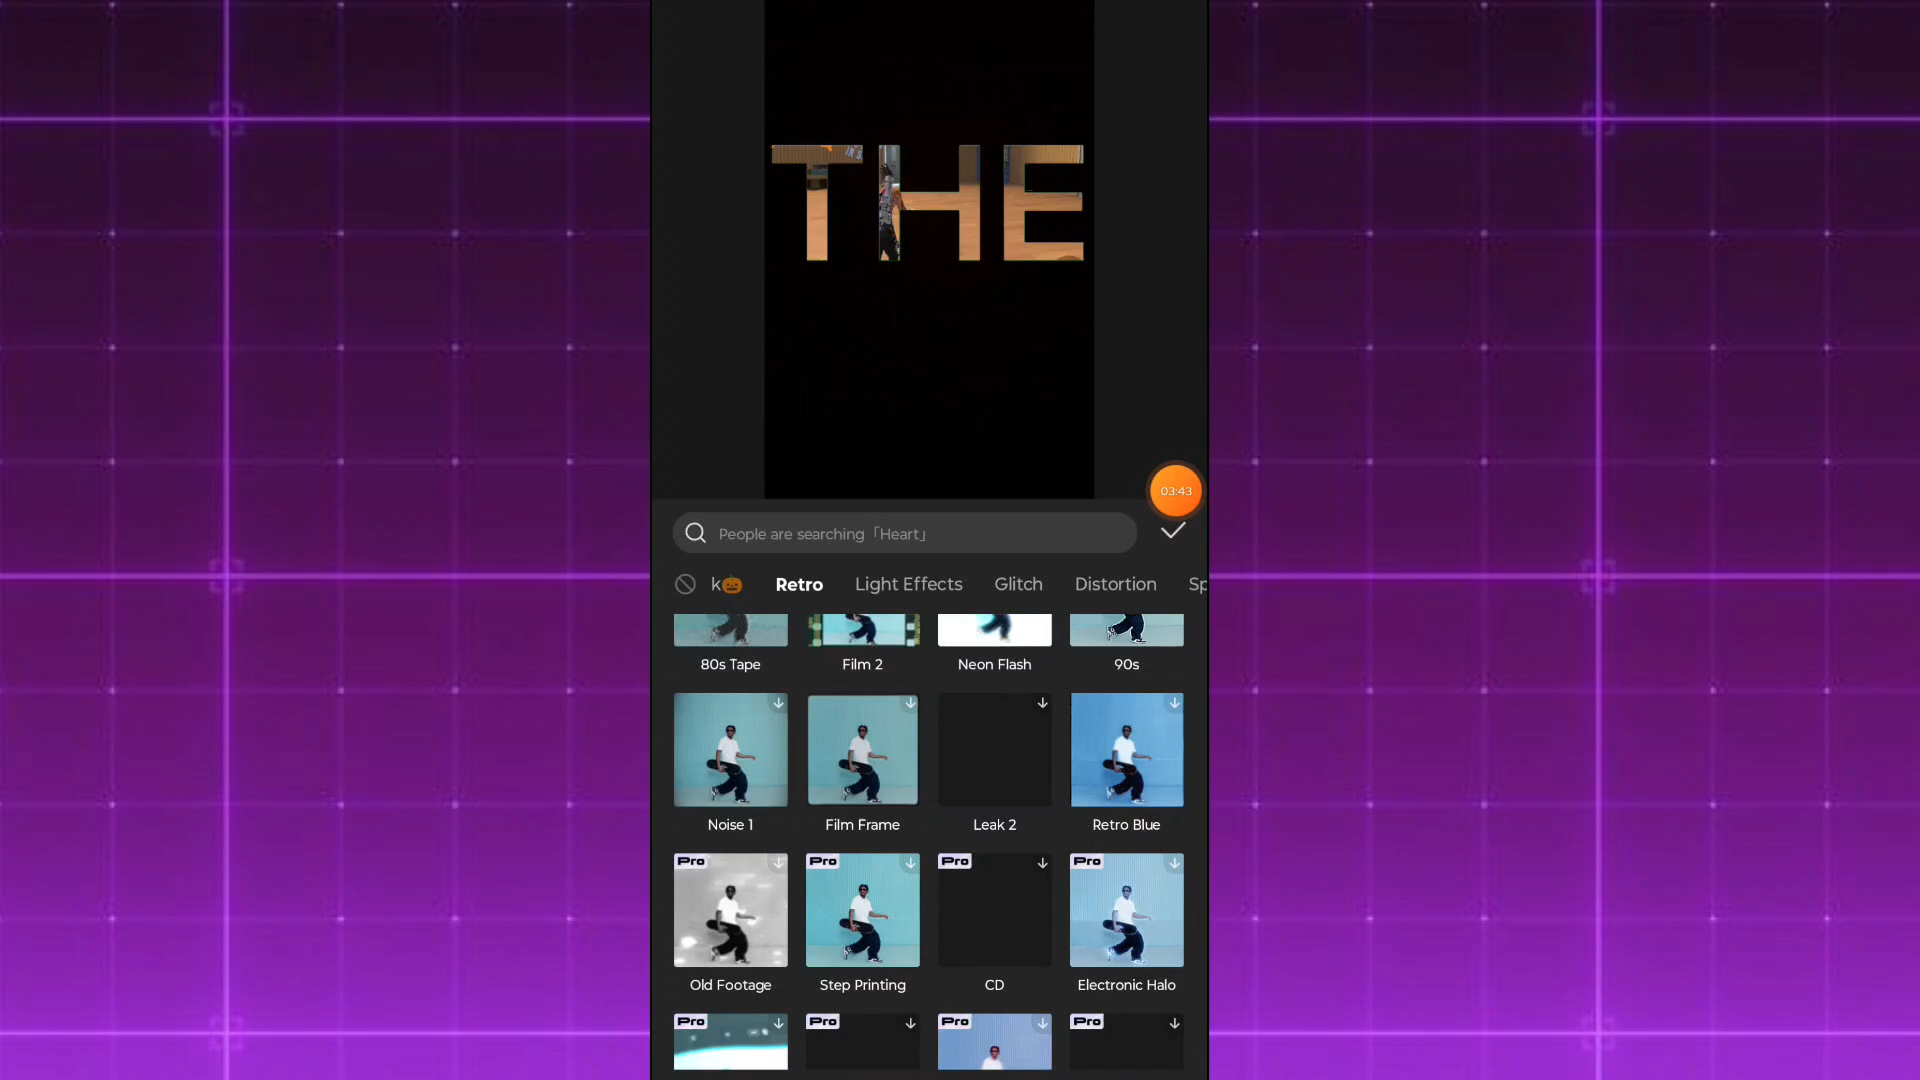 THE
03:43
People are searching「Heart」
k🎃 Retro Light Effects Glitch Distortion Sp
80s Tape Film 2 Neon Flash 90s
Noise 1 Film Frame Leak 2 Retro Blue
Pro Pro Pro Pro
Old Footage Step Printing CD Electronic Halo
Pro Pro Pro Pro